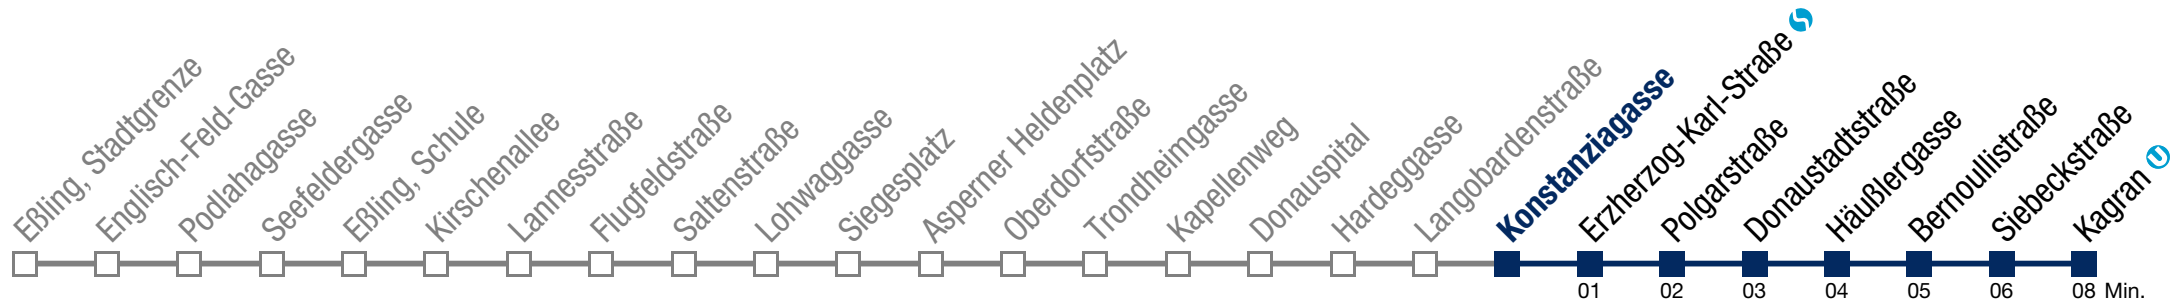 Eßling, Stadtgrenze
Englisch-Feld-Gasse
Podlahagasse
Seefeldergasse
Eßling, Schule
Kirschenallee
Lannesstraße
Flugfeldstraße
Saltenstraße
Lohwaggasse
Siegesplatz
Asperner Heldenplatz
Oberdorfstraße
Trondheimgasse
Kapellenweg
Donauspital
Hardeggasse
Langobardenstraße
Konstanziagasse
Erzherzog-Karl-Straße
Polgarstraße
Donaustadtstraße
Häußlergasse
Bernoullistraße
Siebeckstraße
Kagran
01 02 03 04 05 06 08 Min.